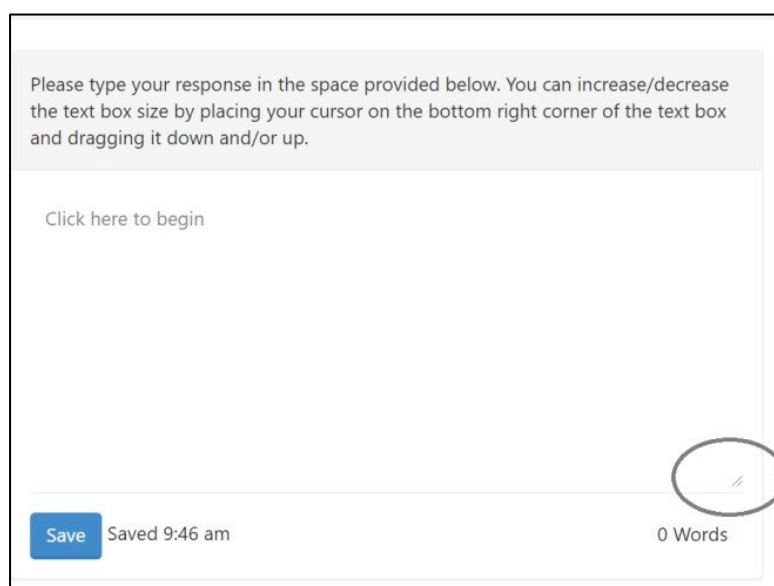 Please type your response in the space provided below. You can increase/decrease
the text box size by placing your cursor on the bottom right corner of the text box
and dragging it down and/or up.
Click here to begin
Save Saved 9:46 am 0 Words